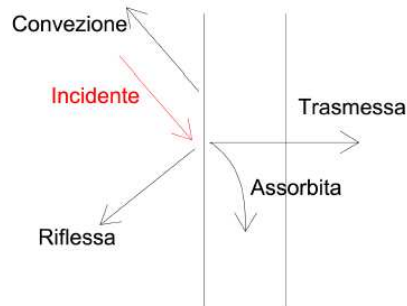 Convezione
Incidente
Trasmessa
Assorbita
Riflessa